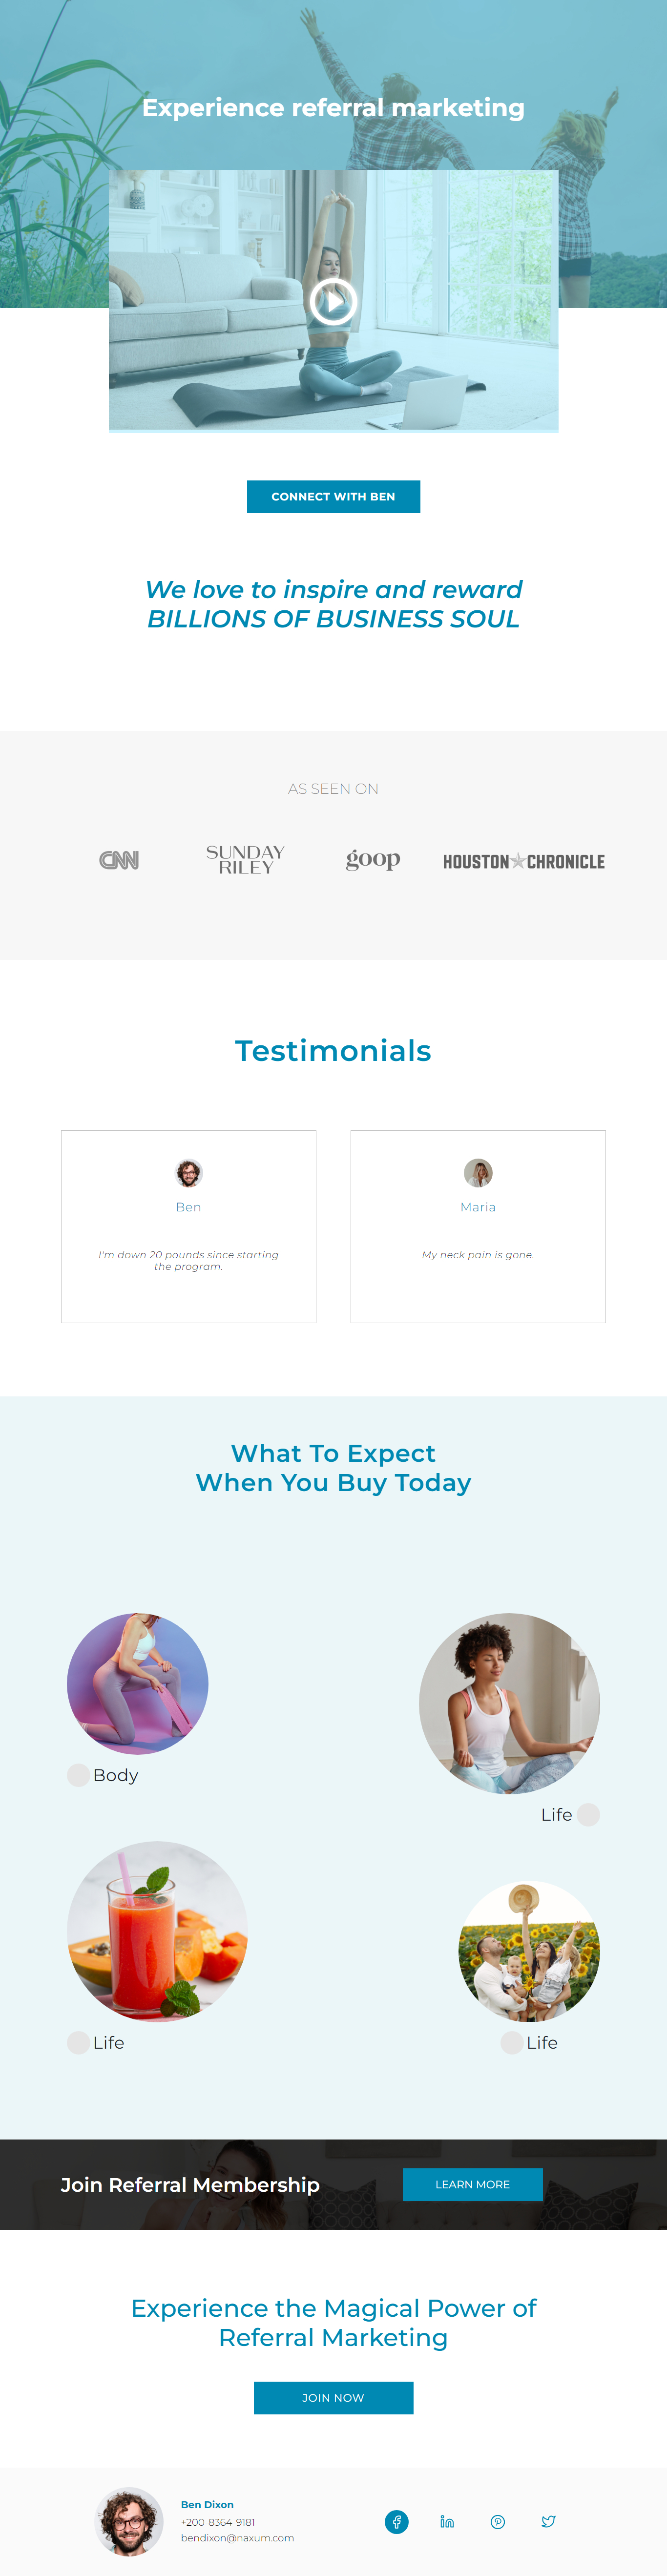 Experience referral marketing
CONNECT WITH BEN
We love to inspire and reward
BILLIONS OF BUSINESS SOUL
AS SEEN ON
CNN
SUNDAY
RILEY
goop
HOUSTON CHRONICLE
Testimonials
Ben
I'm down 20 pounds since starting
the program.
Maria
My neck pain is gone.
What To Expect
When You Buy Today
Body
Life
Life
Life
Join Referral Membership
LEARN MORE
Experience the Magical Power of
Referral Marketing
JOIN NOW
Ben Dixon
+200-8364-9181
bendixon@naxum.com